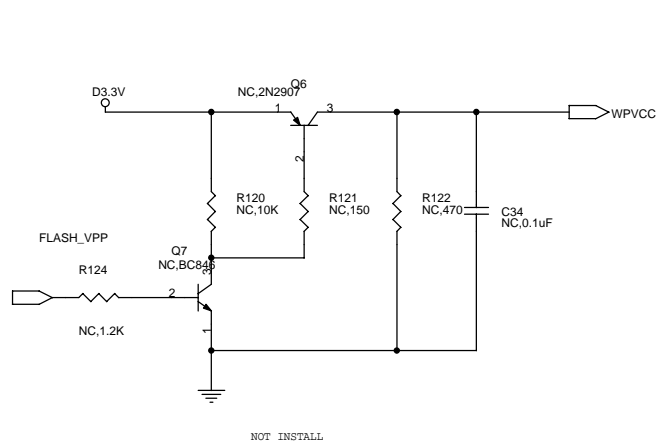 Q6
D3.3V
NC,2N2907
1
3
WPVCC
2
R120
NC,10K
R121
NC,150
R122
NC,470
C34
NC,0.1uF
FLASH_VPP
Q7
NC,BC846
R124
3
2
1
NC,1.2K
NOT INSTALL